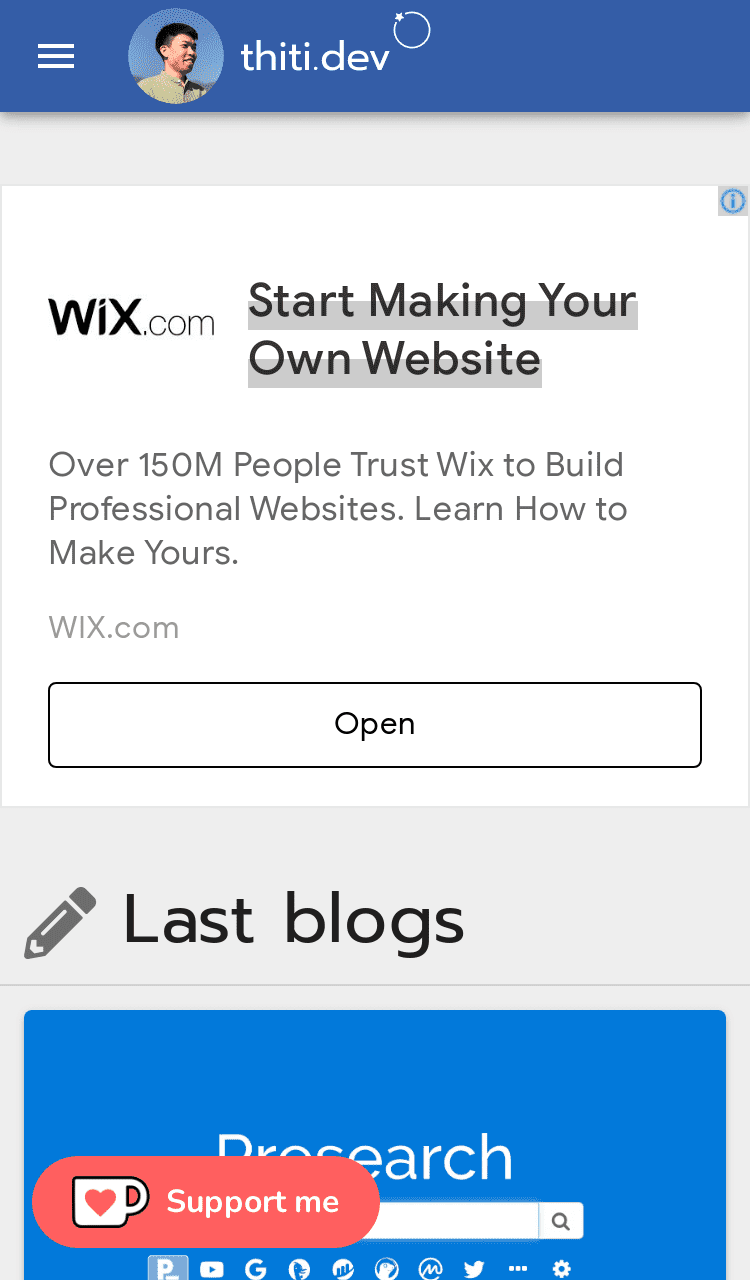 thiti.dev
WiX.com
Start Making Your
Own Website
Over 150M People Trust Wix to Build
Professional Websites. Learn How to
Make Yours.
WIX.com
Open
Last blogs
Presearch
Support me